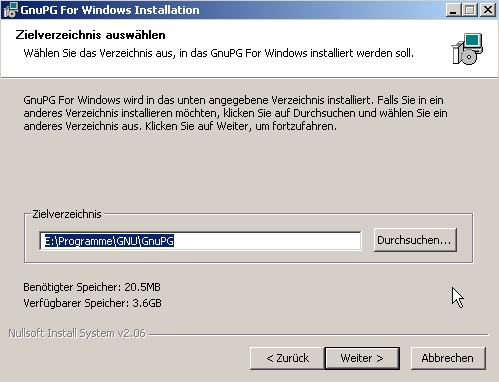 GnuPG For Windows Installation
Zielverzeichnis auswählen
Wählen Sie das Verzeichnis aus, in das GnuPG For Windows installiert werden soll.
GnuPG For Windows wird in das unten angegebene Verzeichnis installiert. Falls Sie in ein
anderes Verzeichnis installieren möchten, klicken Sie auf Durchsuchen und wählen Sie ein
anderes Verzeichnis aus. Klicken Sie auf Weiter, um fortzufahren.
Zielverzeichnis
E:\Programme\GNU\GnuPG
Durchsuchen...
Benötigter Speicher: 20.5MB
Verfügbarer Speicher: 3.6GB
Nullsoft Install System v2.06
< Zurück
Weiter >
Abbrechen